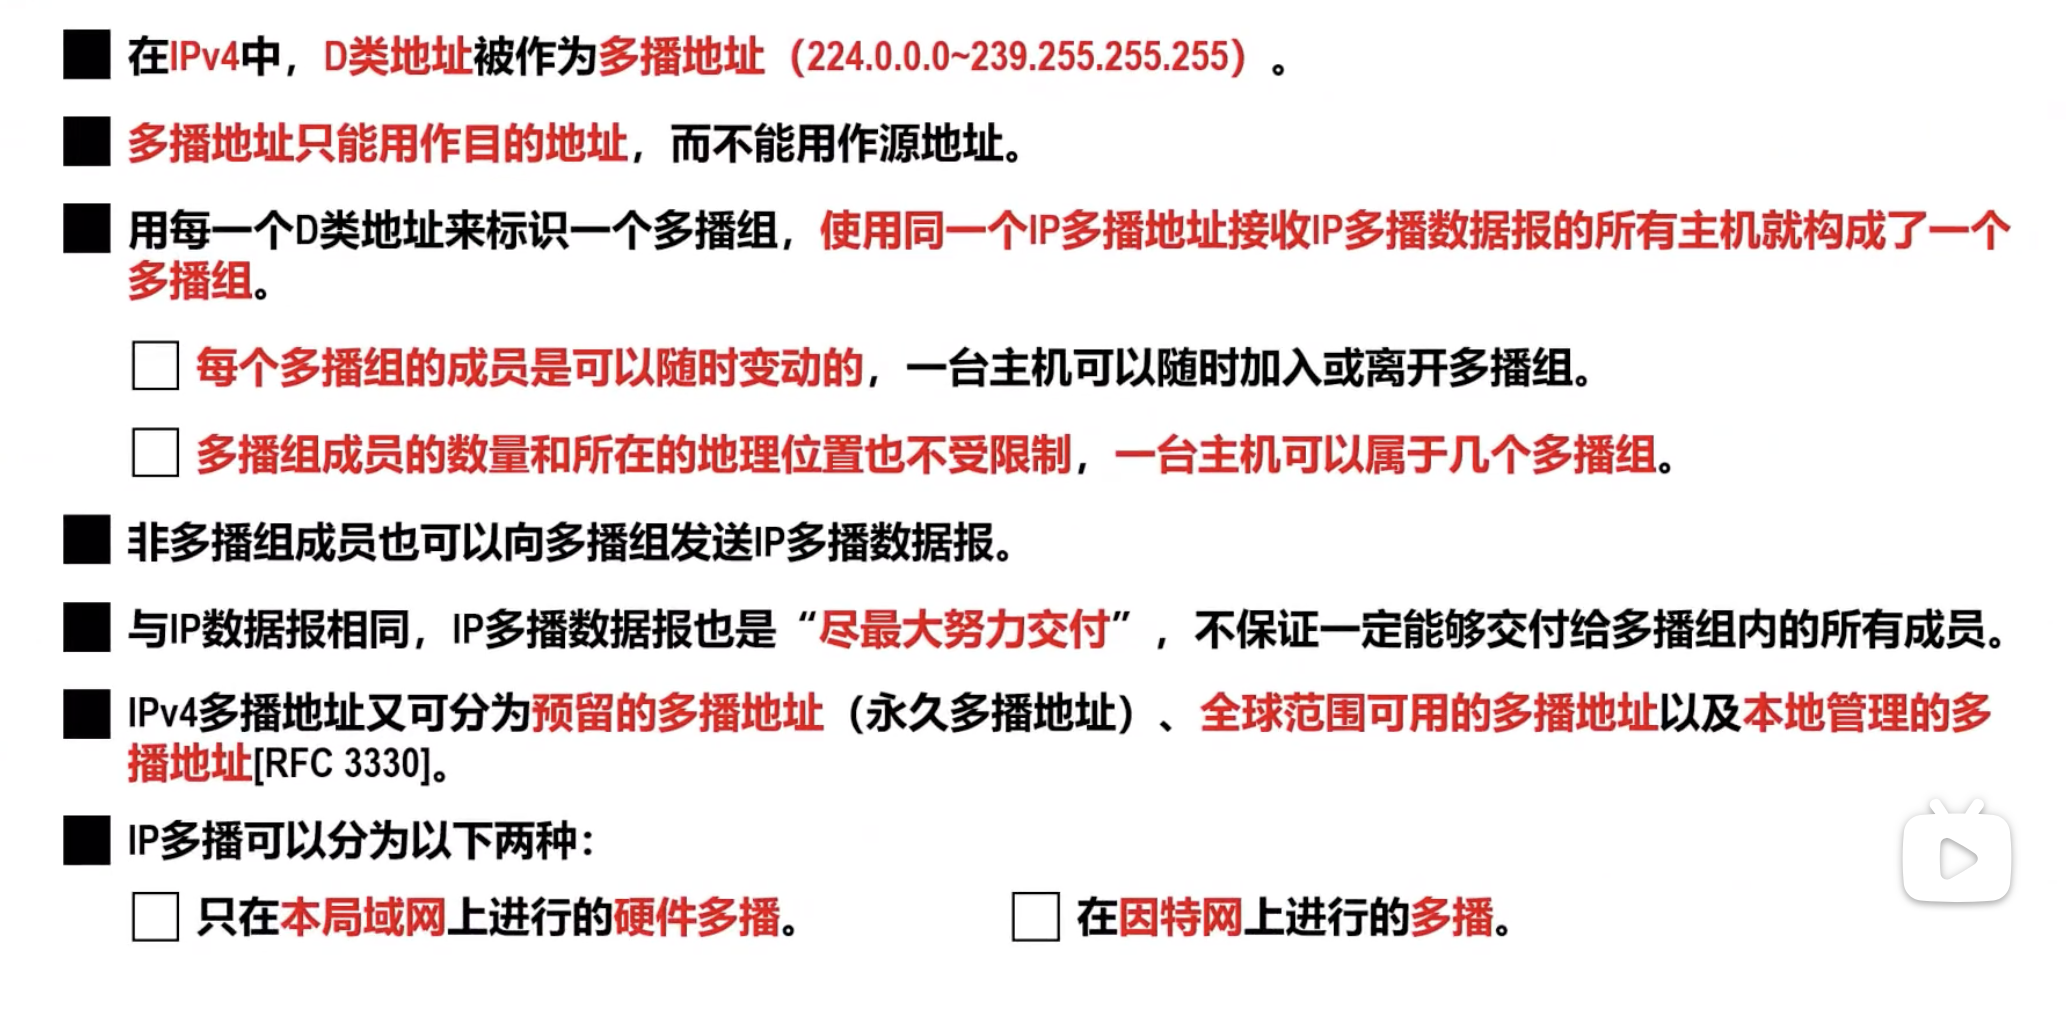 在IPv4中，D类地址被作为多播地址（224.0.0.0~239.255.255.255）。
多播地址只能用作目的地址，而不能用作源地址。
用每一个D类地址来标识一个多播组，使用同一个IP多播地址接收IP多播数据报的所有主机就构成了一个
多播组。
每个多播组的成员是可以随时变动的，一台主机可以随时加入或离开多播组。
多播组成员的数量和所在的地理位置也不受限制，一台主机可以属于几个多播组。
非多播组成员也可以向多播组发送IP多播数据报。
与IP数据报相同，IP多播数据报也是“尽最大努力交付”，不保证一定能够交付给多播组内的所有成员。
IPv4多播地址又可分为预留的多播地址（永久多播地址）、全球范围可用的多播地址以及本地管理的多
播地址[RFC 3330]。
IP多播可以分为以下两种：
只在本局域网上进行的硬件多播。 在因特网上进行的多播。